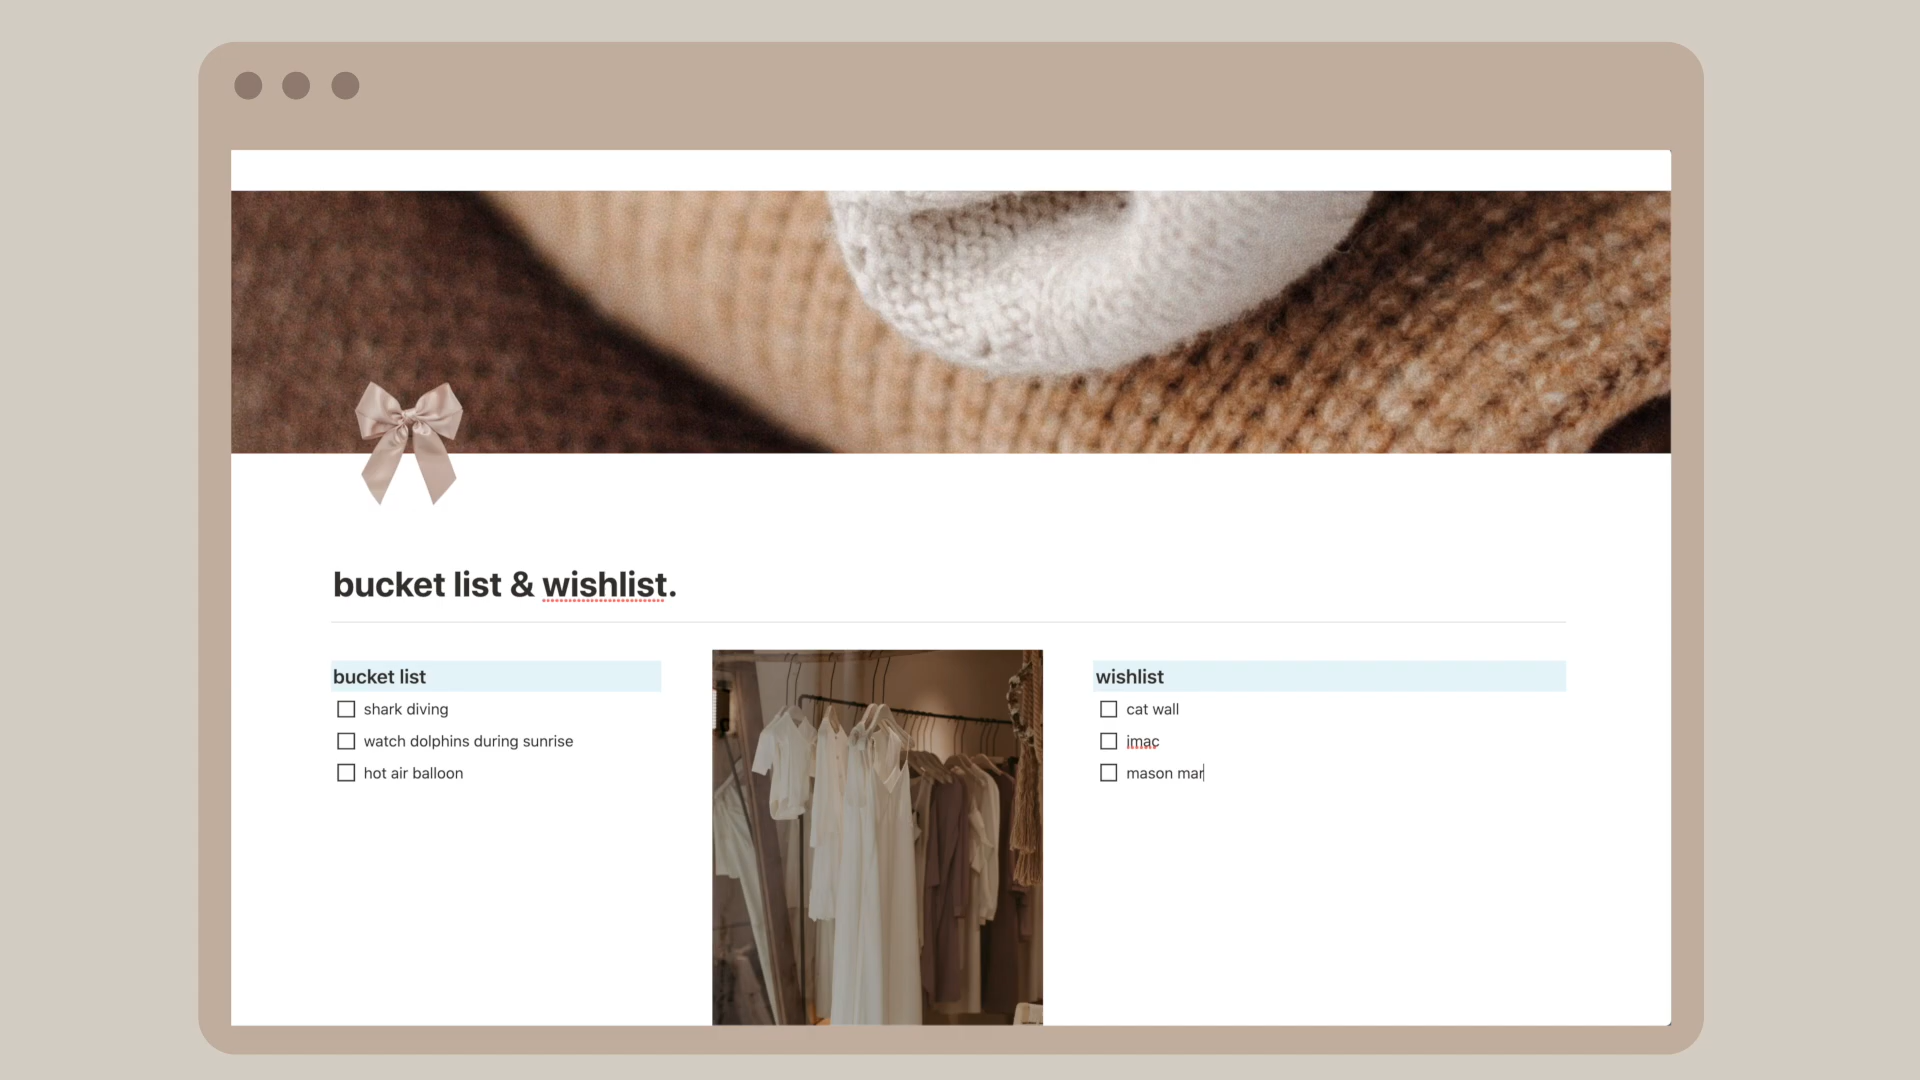 bucket list & wishlist.
bucket list
shark diving
watch dolphins during sunrise
hot air balloon
wishlist
cat wall
imac
mason mar